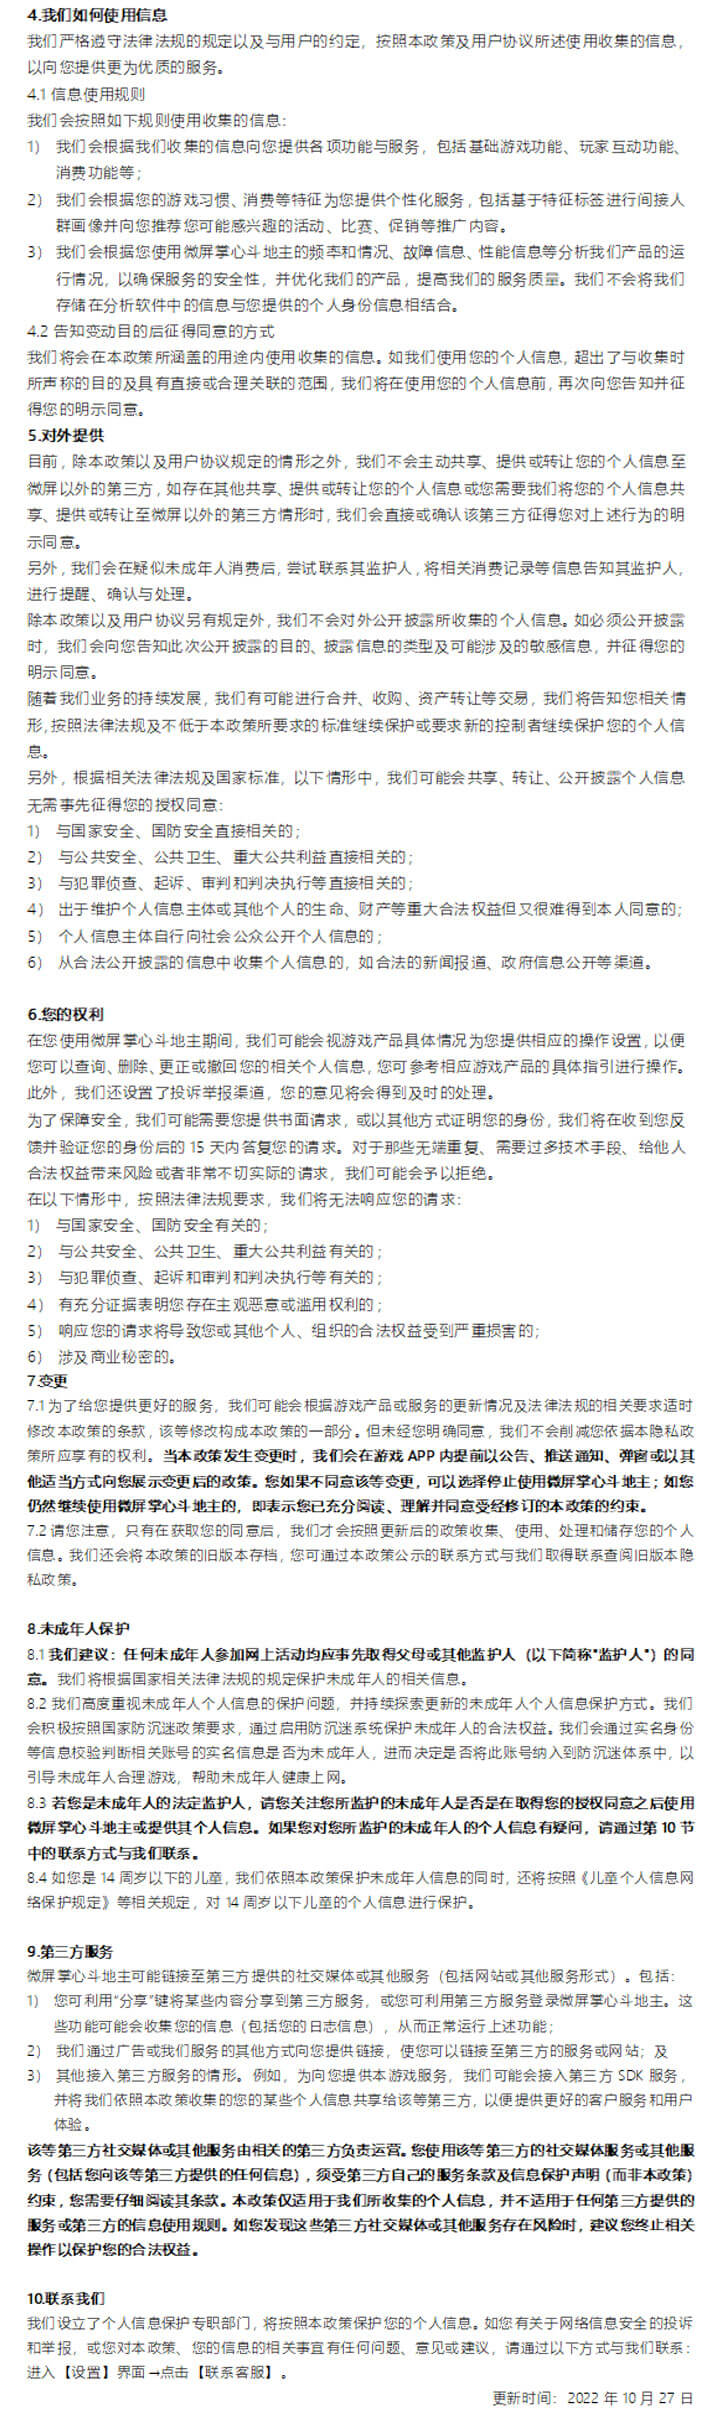 4.我们如何使用信息
我们严格遵守法律法规的规定以及与用户的约定，按照本政策及用户协议所述使用收集的信息，
以向您提供更为优质的服务。
4.1 信息使用规则
我们会按照如下规则使用收集的信息：
1） 我们会根据我们收集的信息向您提供各项功能与服务，包括基础游戏功能、玩家互动功能、
消费功能等；
2） 我们会根据您的游戏习惯、消费等特征为您提供个性化服务，包括基于特征标签进行间接人
群画像并向您推荐您可能感兴趣的活动、比赛、促销等推广内容。
3） 我们会根据您使用微屏掌心斗地主的频率和情况、故障信息、性能信息等分析我们产品的运
行情况，以确保服务的安全性，并优化我们的产品，提高我们的服务质量。我们不会将我们
存储在分析软件中的信息与您提供的个人身份信息相结合。
4.2 告知变动目的后征得同意的方式
我们将会在本政策所涵盖的用途内使用收集的信息。如我们使用您的个人信息，超出了与收集时
所声称的目的及具有直接或合理关联的范围，我们将在使用您的个人信息前，再次向您告知并征
得您的明示同意。
5.对外提供
目前，除本政策以及用户协议规定的情形之外，我们不会主动共享、提供或转让您的个人信息至
微屏以外的第三方，如存在其他共享、提供或转让您的个人信息或您需要我们将您的个人信息共
享、提供或转让至微屏以外的第三方情形时，我们会直接或确认该第三方征得您对上述行为的明
示同意。
另外，我们会在疑似未成年人消费后，尝试联系其监护人，将相关消费记录等信息告知其监护人，
进行提醒、确认与处理。
除本政策以及用户协议另有规定外，我们不会对外公开披露所收集的个人信息。如必须公开披露
时，我们会向您告知此次公开披露的目的、披露信息的类型及可能涉及的敏感信息，并征得您的
明示同意。
随着我们业务的持续发展，我们有可能进行合并、收购、资产转让等交易，我们将告知您相关情
形，按照法律法规及不低于本政策所要求的标准继续保护或要求新的控制者继续保护您的个人信
息。
另外，根据相关法律法规及国家标准，以下情形中，我们可能会共享、转让、公开披露个人信息
无需事先征得您的授权同意：
1） 与国家安全、国防安全直接相关的；
2） 与公共安全、公共卫生、重大公共利益直接相关的；
3） 与犯罪侦查、起诉、审判和判决执行等直接相关的；
4） 出于维护个人信息主体或其他个人的生命、财产等重大合法权益但又很难得到本人同意的；
5） 个人信息主体自行向社会公众公开个人信息的；
6） 从合法公开披露的信息中收集个人信息的，如合法的新闻报道、政府信息公开等渠道。
6.您的权利
在您使用微屏掌心斗地主期间，我们可能会视游戏产品具体情况为您提供相应的操作设置，以便
您可以查询、删除、更正或撤回您的相关个人信息，您可参考相应游戏产品的具体指引进行操作。
此外，我们还设置了投诉举报渠道，您的意见将会得到及时的处理。
为了保障安全，我们可能需要您提供书面请求，或以其他方式证明您的身份，我们将在收到您反
馈并验证您的身份后的 15 天内答复您的请求。对于那些无端重复、需要过多技术手段、给他人
合法权益带来风险或者非常不切实际的请求，我们可能会予以拒绝。
在以下情形中，按照法律法规要求，我们将无法响应您的请求：
1） 与国家安全、国防安全有关的；
2） 与公共安全、公共卫生、重大公共利益有关的；
3） 与犯罪侦查、起诉和审判和判决执行等有关的；
4） 有充分证据表明您存在主观恶意或滥用权利的；
5） 响应您的请求将导致您或其他个人、组织的合法权益受到严重损害的；
6） 涉及商业秘密的。
7.变更
7.1 为了给您提供更好的服务，我们可能会根据游戏产品或服务的更新情况及法律法规的相关要求适时
修改本政策的条款，该等修改构成本政策的一部分。但未经您明确同意，我们不会削减您依据本隐私政
策所应享有的权利。当本政策发生变更时，我们会在游戏 APP 内提前以公告、推送通知、弹窗或以其
他适当方式向您展示变更后的政策。您如果不同意该等变更，可以选择停止使用微屏掌心斗地主；如您
仍然继续使用微屏掌心斗地主的，即表示您已充分阅读、理解并同意受经修订的本政策的约束。
7.2 请您注意，只有在获取您的同意后，我们才会按照更新后的政策收集、使用、处理和储存您的个人
信息。我们还会将本政策的旧版本存档，您可通过本政策公示的联系方式与我们取得联系查阅旧版本隐
私政策。
8.未成年人保护
8.1 我们建议：任何未成年人参加网上活动均应事先取得父母或其他监护人（以下简称"监护人"）的同
意。我们将根据国家相关法律法规的规定保护未成年人的相关信息。
8.2 我们高度重视未成年人个人信息的保护问题，并持续探索更新的未成年人个人信息保护方式。我们
会积极按照国家防沉迷政策要求，通过启用防沉迷系统保护未成年人的合法权益。我们会通过实名身份
等信息校验判断相关账号的实名信息是否为未成年人，进而决定是否将此账号纳入到防沉迷体系中，以
引导未成年人合理游戏，帮助未成年人健康上网。
8.3 若您是未成年人的法定监护人，请您关注您所监护的未成年人是否是在取得您的授权同意之后使用
微屏掌心斗地主或提供其个人信息。如果您对您所监护的未成年人的个人信息有疑问，请通过第 10 节
中的联系方式与我们联系。
8.4 如您是 14 周岁以下的儿童，我们依照本政策保护未成年人信息的同时，还将按照《儿童个人信息网
络保护规定》等相关规定，对 14 周岁以下儿童的个人信息进行保护。
9.第三方服务
微屏掌心斗地主可能链接至第三方提供的社交媒体或其他服务（包括网站或其他服务形式）。包括：
1） 您可利用“分享”键将某些内容分享到第三方服务，或您可利用第三方服务登录微屏掌心斗地主。这
些功能可能会收集您的信息（包括您的日志信息），从而正常运行上述功能；
2） 我们通过广告或我们服务的其他方式向您提供链接，使您可以链接至第三方的服务或网站；及
3） 其他接入第三方服务的情形。例如，为向您提供本游戏服务，我们可能会接入第三方 SDK 服务，
并将我们依照本政策收集的您的某些个人信息共享给该等第三方，以便提供更好的客户服务和用户
体验。
该等第三方社交媒体或其他服务由相关的第三方负责运营。您使用该等第三方的社交媒体服务或其他服
务（包括您向该等第三方提供的任何信息），须受第三方自己的服务条款及信息保护声明（而非本政策）
约束，您需要仔细阅读其条款。本政策仅适用于我们所收集的个人信息，并不适用于任何第三方提供的
服务或第三方的信息使用规则。如您发现这些第三方社交媒体或其他服务存在风险时，建议您终止相关
操作以保护您的合法权益。
10.联系我们
我们设立了个人信息保护专职部门，将按照本政策保护您的个人信息。如您有关于网络信息安全的投诉
和举报，或您对本政策、您的信息的相关事宜有任何问题、意见或建议，请通过以下方式与我们联系：
进入【设置】界面→点击【联系客服】。
更新时间：2022 年 10 月 27 日